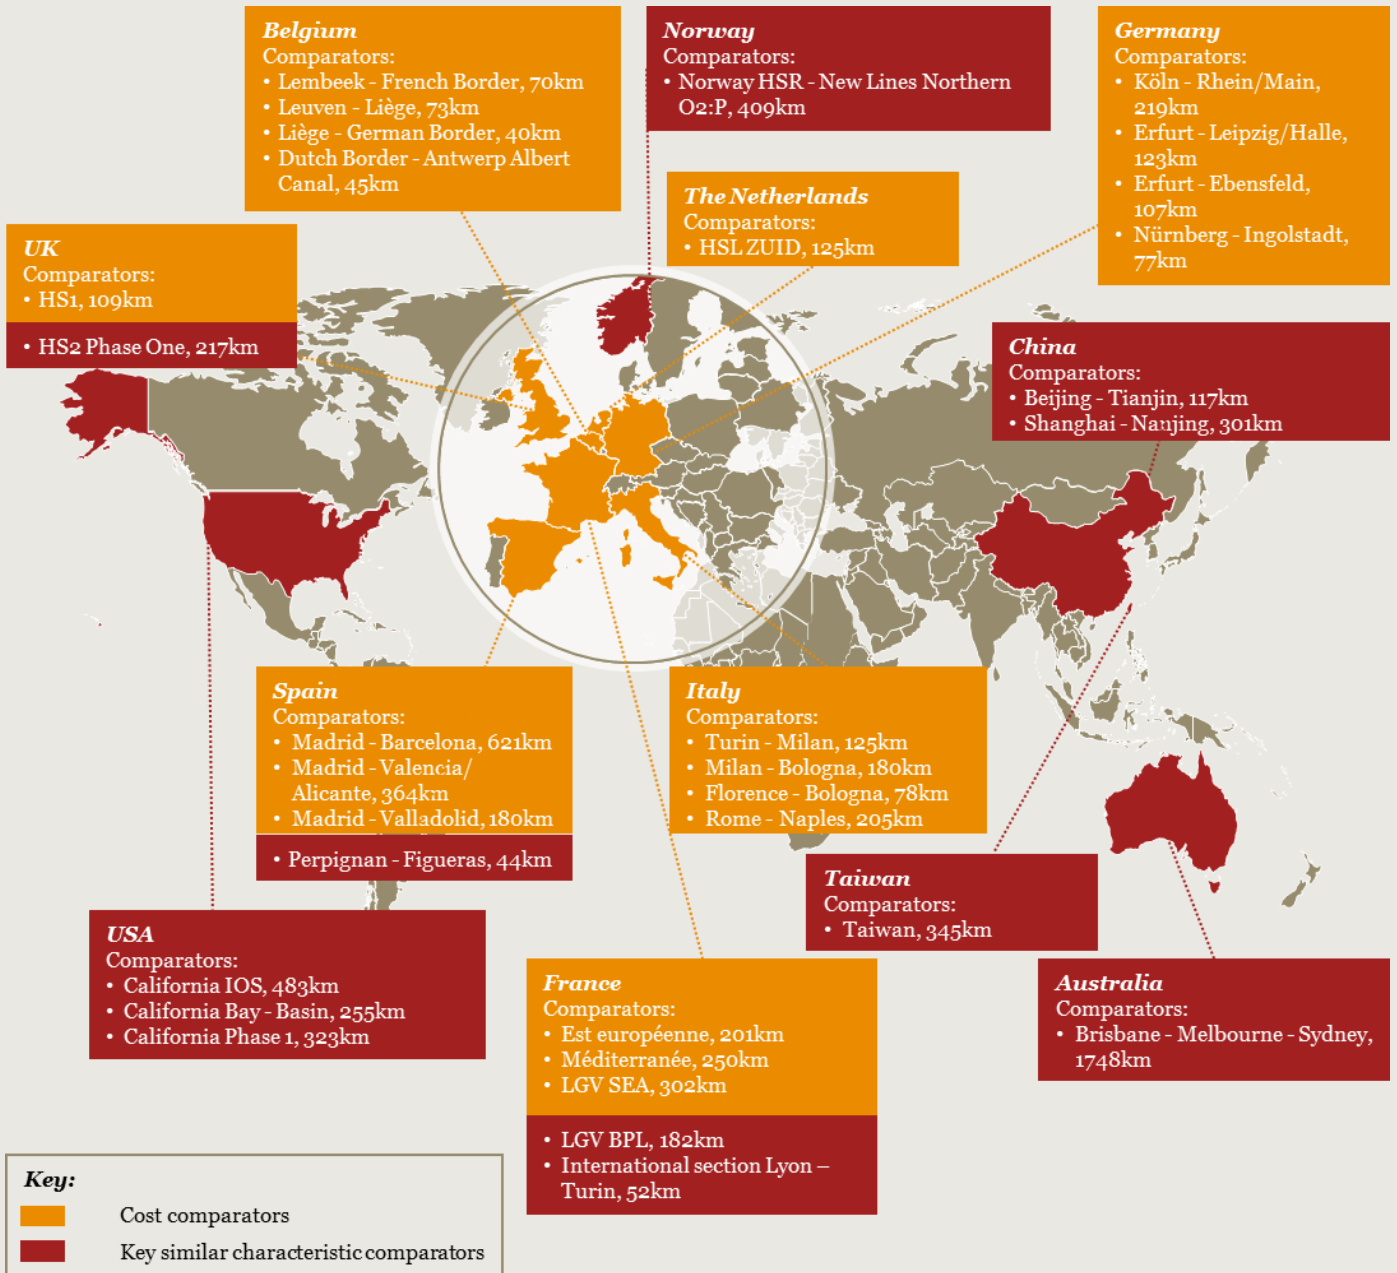 Belgium
Comparators:
• Lembeek - French Border, 70km
• Leuven - Liège, 73km
• Liège - German Border, 40km
• Dutch Border - Antwerp Albert
Canal, 45km
Norway
Comparators:
• Norway HSR - New Lines Northern
O2:P, 409km
Germany
Comparators:
• Köln - Rhein/Main,
219km
• Erfurt - Leipzig/Halle,
123km
• Erfurt - Ebensfeld,
107km
• Nürnberg - Ingolstadt,
77km
The Netherlands
Comparators:
• HSL ZUID, 125km
UK
Comparators:
• HS1, 109km
• HS2 Phase One, 217km
China
Comparators:
• Beijing - Tianjin, 117km
• Shanghai - Naujing, 301km
Spain
Comparators:
• Madrid - Barcelona, 621km
• Madrid - Valencia/
Alicante, 364km
• Madrid - Valladolid, 180km
• Perpignan - Figueras, 44km
Italy
Comparators:
• Turin - Milan, 125km
• Milan - Bologna, 180km
• Florence - Bologna, 78km
• Rome - Naples, 205km
Taiwan
Comparators:
• Taiwan, 345km
USA
Comparators:
• California IOS, 483km
• California Bay - Basin, 255km
• California Phase 1, 323km
France
Comparators:
• Est européenne, 201km
• Méditerranée, 250km
• LGV SEA, 302km
• LGV BPL, 182km
• International section Lyon –
Turin, 52km
Australia
Comparators:
• Brisbane - Melbourne - Sydney,
1748km
Key:
Cost comparators
Key similar characteristic comparators